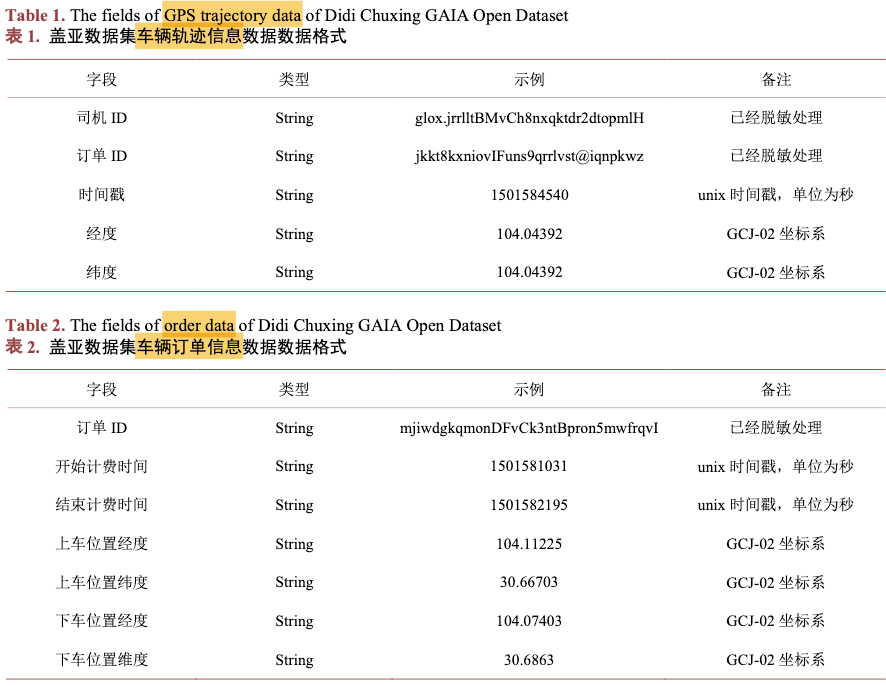 Table 1. The fields of GPS trajectory data of Didi Chuxing GAIA Open Dataset
表 1. 盖亚数据集车辆轨迹信息数据数据格式
字段 类型 示例 备注
司机 ID String glox.jrrlltBMvCh8nxqktdr2dtopmlH 已经脱敏处理
订单 ID String jkkt8kxniovIFuns9qrrlvst@iqnpkwz 已经脱敏处理
时间戳 String 1501584540 unix 时间戳，单位为秒
经度 String 104.04392 GCJ-02 坐标系
纬度 String 104.04392 GCJ-02 坐标系
Table 2. The fields of order data of Didi Chuxing GAIA Open Dataset
表 2. 盖亚数据集车辆订单信息数据数据格式
字段 类型 示例 备注
订单 ID String mjiwdgkqmonDFvCk3ntBpron5mwfrqvI 已经脱敏处理
开始计费时间 String 1501581031 unix 时间戳，单位为秒
结束计费时间 String 1501582195 unix 时间戳，单位为秒
上车位置经度 String 104.11225 GCJ-02 坐标系
上车位置纬度 String 30.66703 GCJ-02 坐标系
下车位置经度 String 104.07403 GCJ-02 坐标系
下车位置维度 String 30.6863 GCJ-02 坐标系